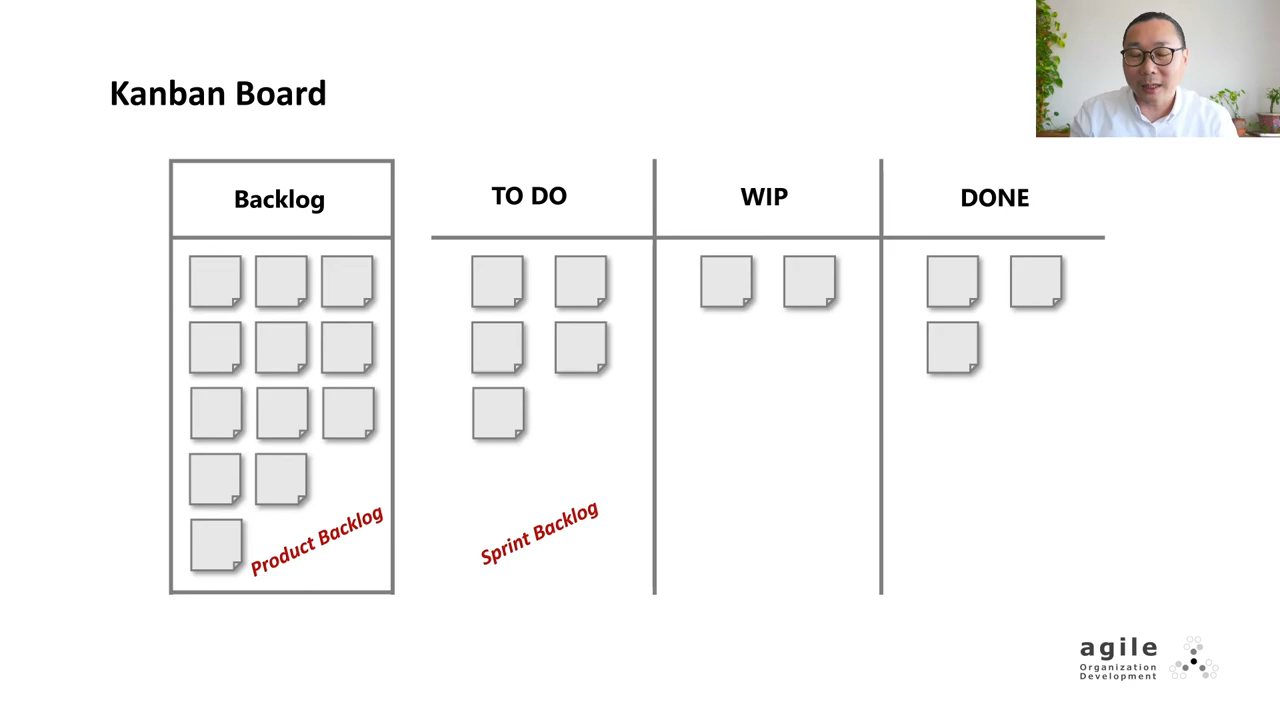 Kanban Board
Backlog
TO DO
WIP
DONE
Product Backlog
Sprint Backlog
agile
Organization
Development